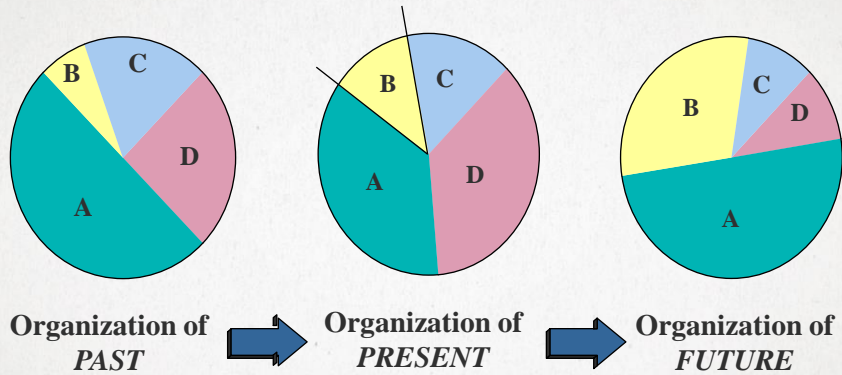 B
C
D
A
B
C
D
A
B
C
D
A
Organization of
PAST
Organization of
PRESENT
Organization of
FUTURE